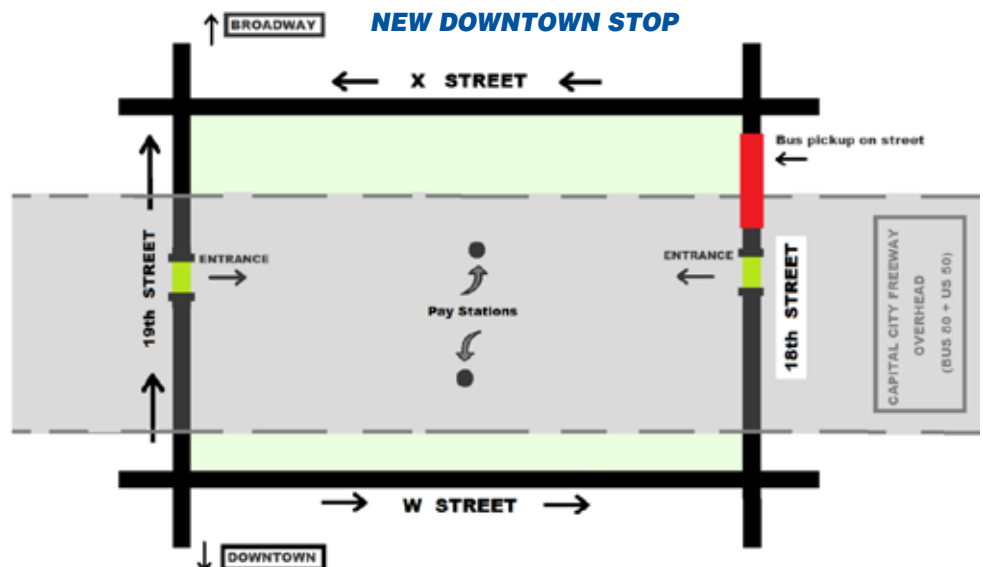 BROADWAY
NEW DOWNTOWN STOP
X STREET
Bus pickup on street
19th STREET
ENTRANCE
Pay Stations
ENTRANCE
18th STREET
CAPITAL CITY FREEWAY
OVERHEAD
(BUS 80 + US 50)
W STREET
DOWNTOWN